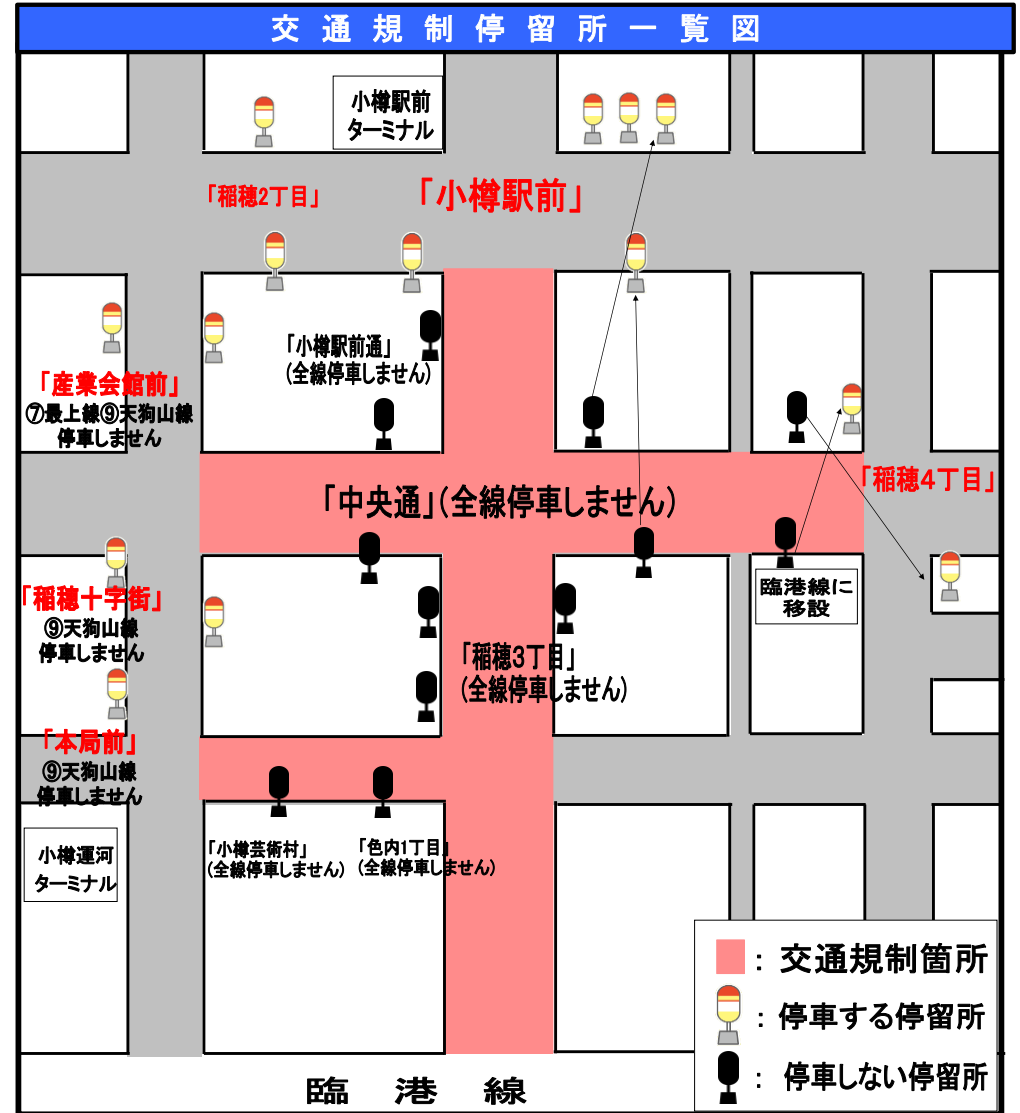 交通規制停留所一覧図
小樽駅前
ターミナル
「稲穂2丁目」
「小樽駅前」
「小樽駅前通」
(全線停車しません)
「産業会館前」
⑦最上線⑨天狗山線
停車しません
「中央通」(全線停車しません)
「稲穂4丁目」
「稲穂十字街」
⑨天狗山線
停車しません
臨港線に
移設
「稲穂3丁目」
(全線停車しません)
「本局前」
⑨天狗山線
停車しません
小樽運河
ターミナル
「小樽芸術村」
(全線停車しません)
「色内1丁目」
(全線停車しません)
：交通規制箇所
：停車する停留所
：停車しない停留所
臨港線